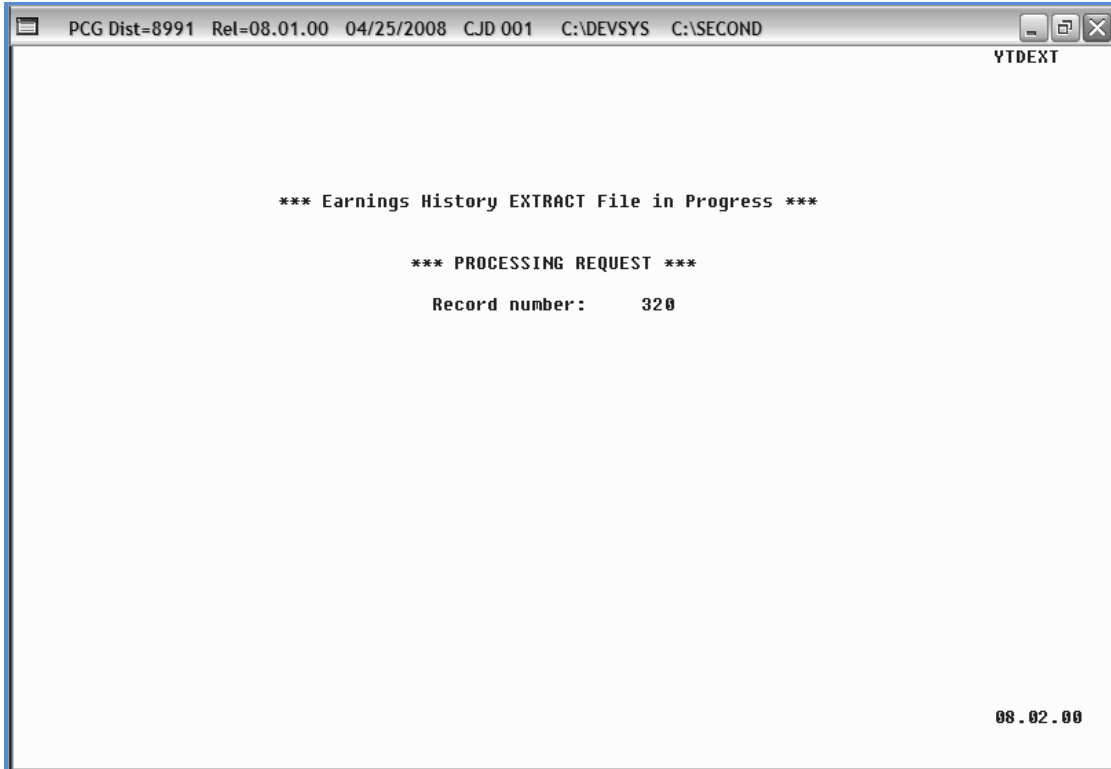 PCG Dist=8991 Rel=08.01.00 04/25/2008 CJD 001 C:\DEVSYS C:\SECOND
YTDEXT
*** Earnings History EXTRACT File in Progress ***
*** PROCESSING REQUEST ***
Record number: 320
08.02.00